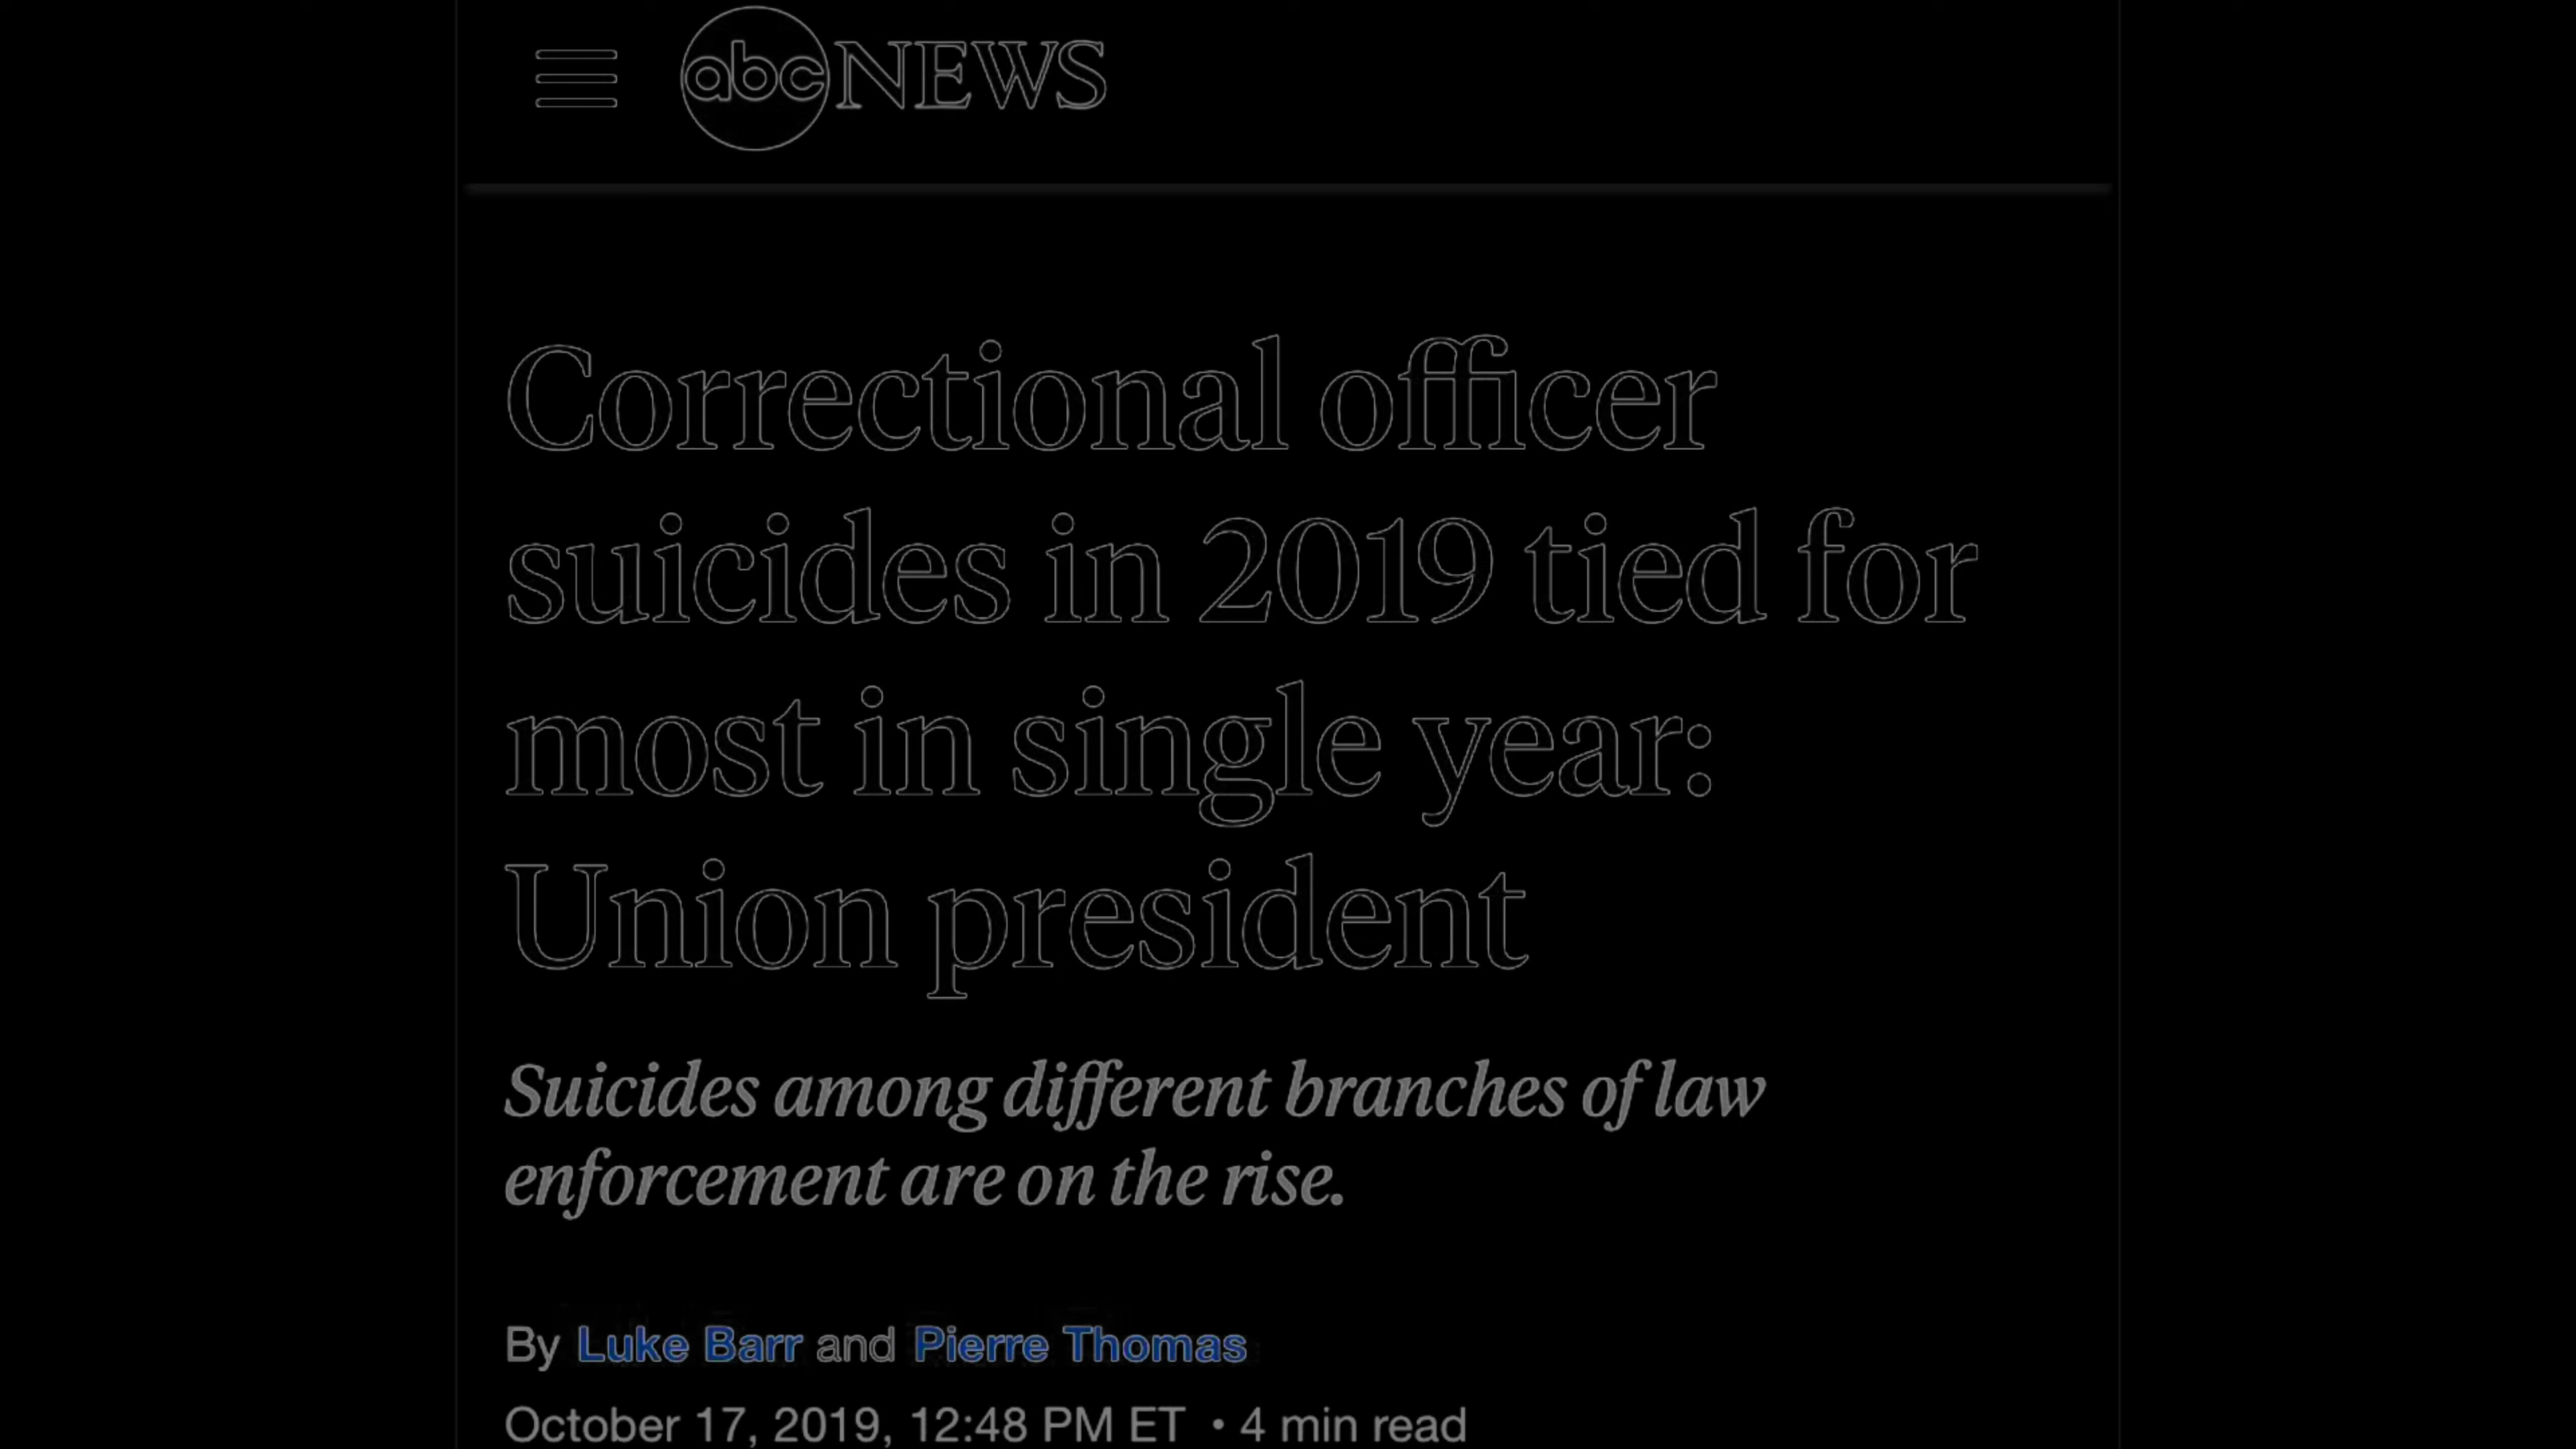 abc NEWS
Correctional officer
suicides in 2019 tied for
most in single year:
Union president
Suicides among different branches of law
enforcement are on the rise.
By Luke Barr and Pierre Thomas
October 17, 2019, 12:48 PM ET • 4 min read